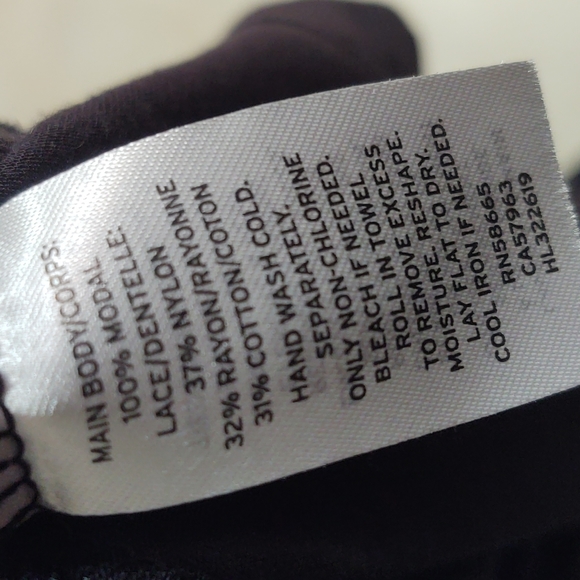 MAIN BODY/CORPS:
100% MODAL
LACE/DENTELLE:
37% NYLON
32% RAYON/RAYONNE
31% COTTON/COTON
HAND WASH COLD.
SEPARATELY.
ONLY NON-CHLORINE
BLEACH IF NEEDED.
ROLL IN TOWEL
TO REMOVE EXCESS
MOISTURE. RESHAPE.
LAY FLAT TO DRY.
COOL IRON IF NEEDED.
RN58665
CA57963
HL322619